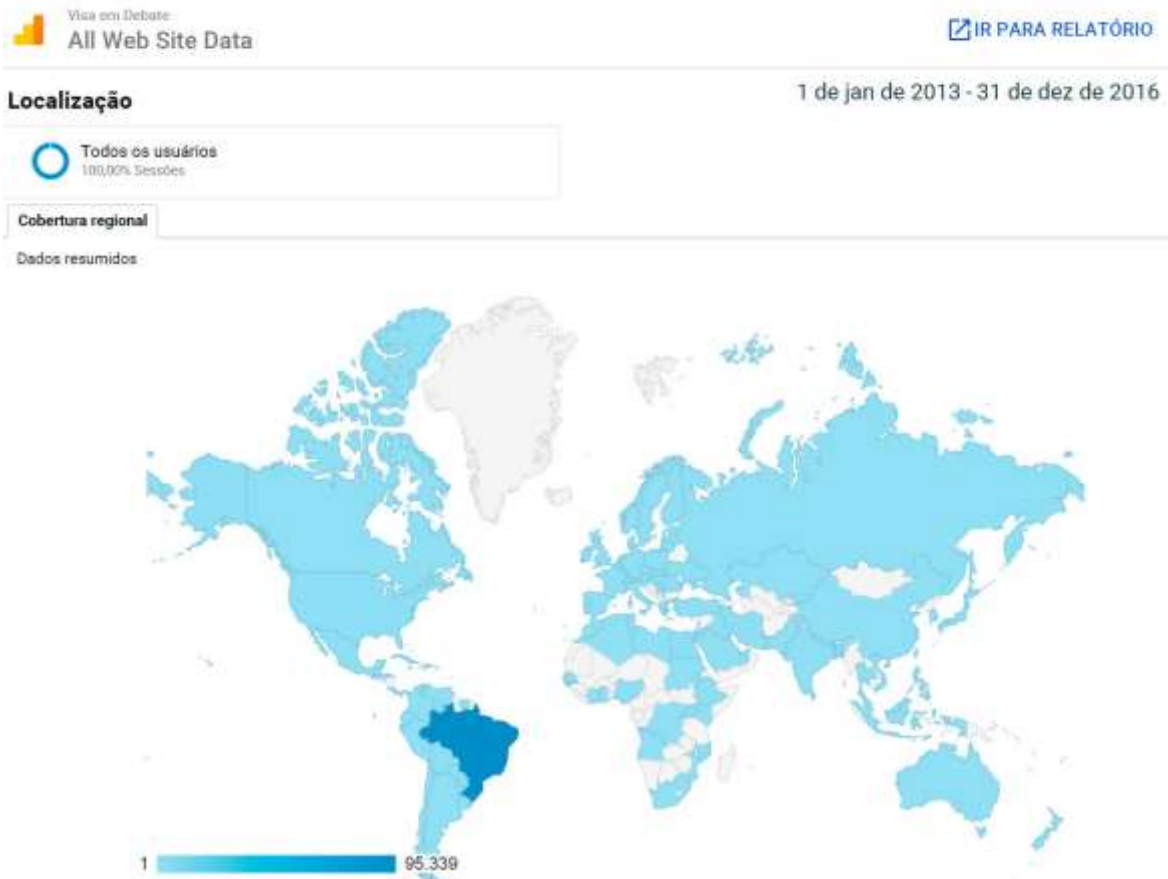 Visa em Debate
All Web Site Data
IR PARA RELATÓRIO
Localização
1 de jan de 2013 - 31 de dez de 2016
Todos os usuários
100,00% Sessões
Cobertura regional
Dados resumidos
1
95.339